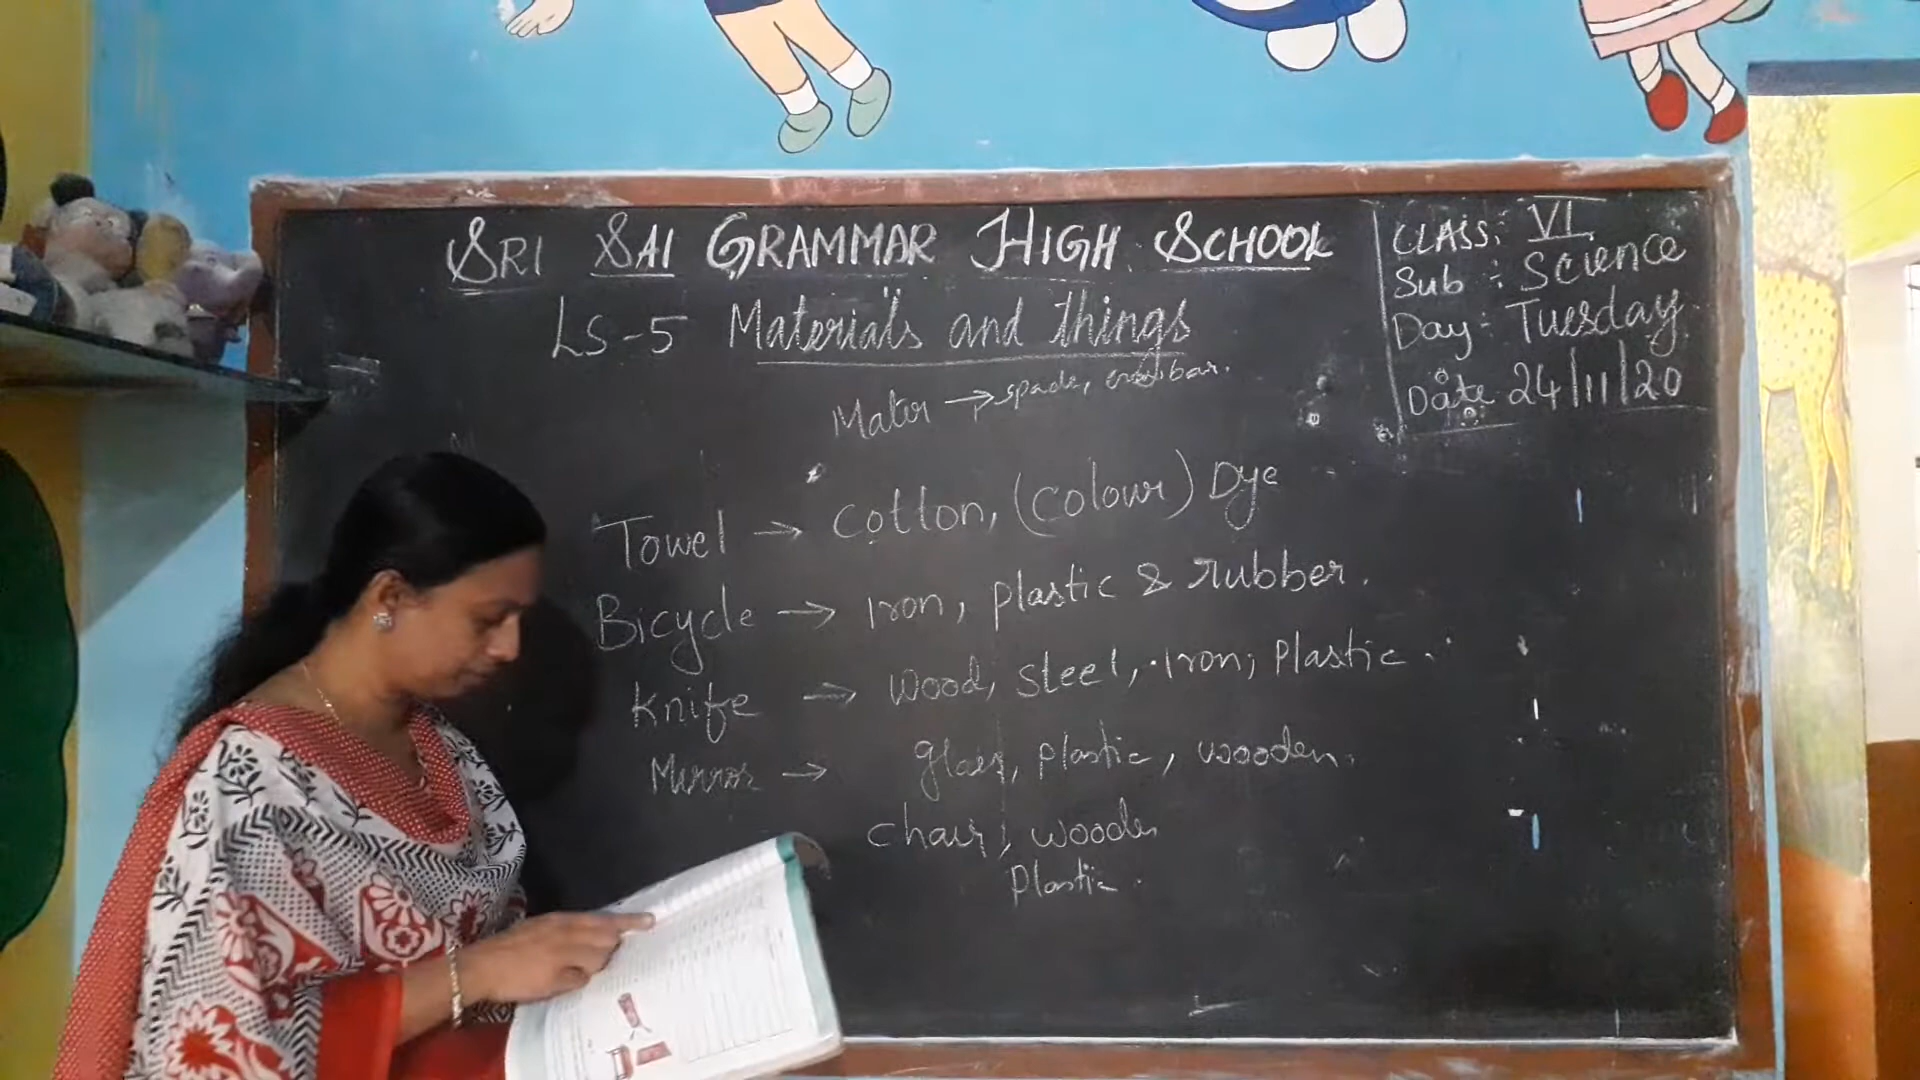 SRI SAI GRAMMAR HIGH SCHOOL
LS-5 Materials and things
CLASS: VI
Sub : Science
Day: Tuesday
Date 24/11/20
Mater → spade, crowbar.
Towel → Cotton, (Colour) Dye
Bicycle → Iron, plastic & rubber.
Knife → Wood, steel, Iron, Plastic.
Mirror → glass, plastic, wooden.
chair, wooden
Plastic.